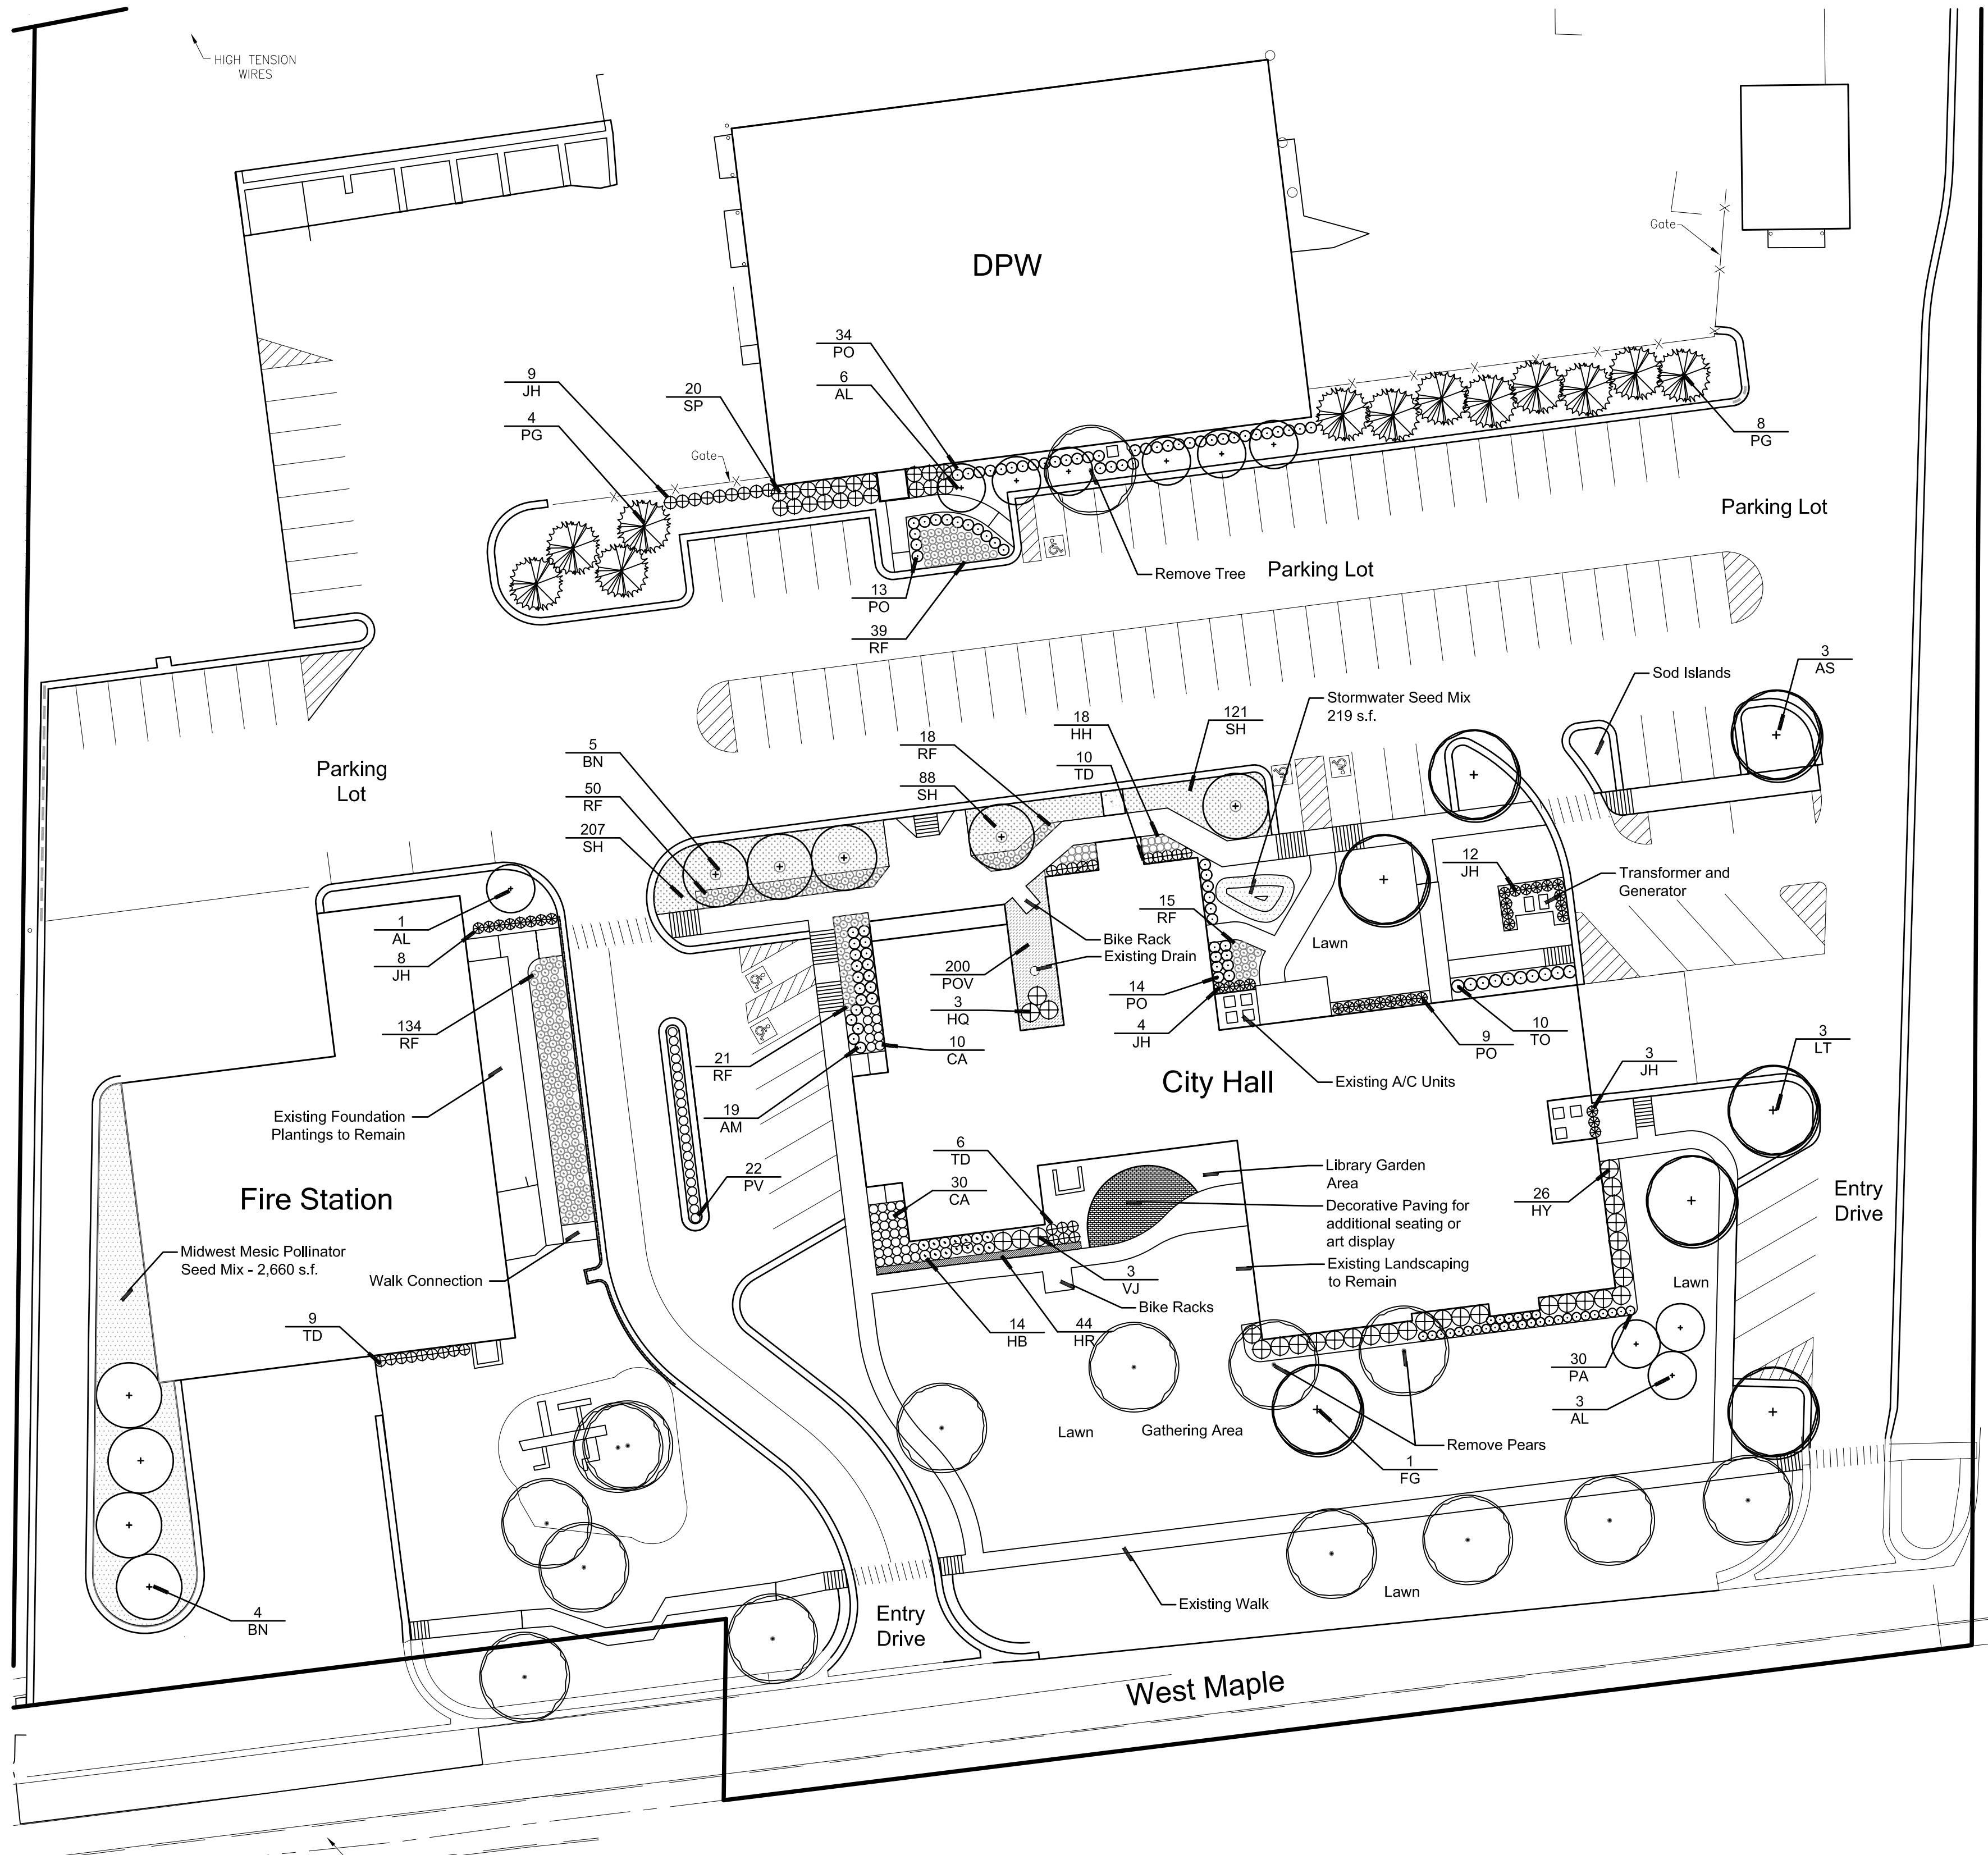 HIGH TENSION
WIRES
DPW
Gate
34
PO
6
AL
9
JH
20
SP
4
PG
Gate
8
PG
Parking Lot
13
PO
Remove Tree
Parking Lot
39
RF
3
AS
Sod Islands
Stormwater Seed Mix
219 s.f.
18
HH
121
SH
5
BN
18
RF
10
TD
Parking
Lot
50
RF
88
SH
207
SH
12
JH
Transformer and
Generator
1
AL
15
RF
Bike Rack
Existing Drain
Lawn
8
JH
200
POV
14
PO
3
HQ
134
RF
4
JH
9
PO
10
TO
21
RF
10
CA
3
LT
3
JH
City Hall
Existing A/C Units
Existing Foundation
Plantings to Remain
19
AM
6
TD
22
PV
30
CA
Library Garden
Area
Fire Station
Decorative Paving for
additional seating or
art display
26
HY
Entry
Drive
Midwest Mesic Pollinator
Seed Mix - 2,660 s.f.
Walk Connection
Existing Landscaping
to Remain
Lawn
3
VJ
Bike Racks
9
TD
14
HB
44
HR
30
PA
3
AL
Lawn
Gathering Area
Remove Pears
1
FG
4
BN
Entry
Drive
Existing Walk
Lawn
West Maple